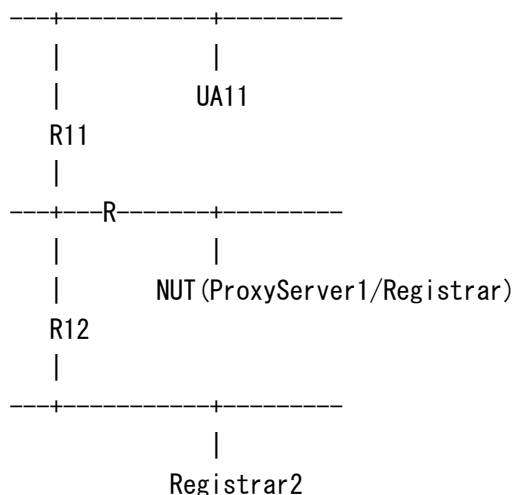 ---+-----------+---------
|           |
|         UA11
R11
|
---+---R-------+---------
|           |
|      NUT(ProxyServer1/Registrar)
R12
|
---+-----------+---------
|
Registrar2